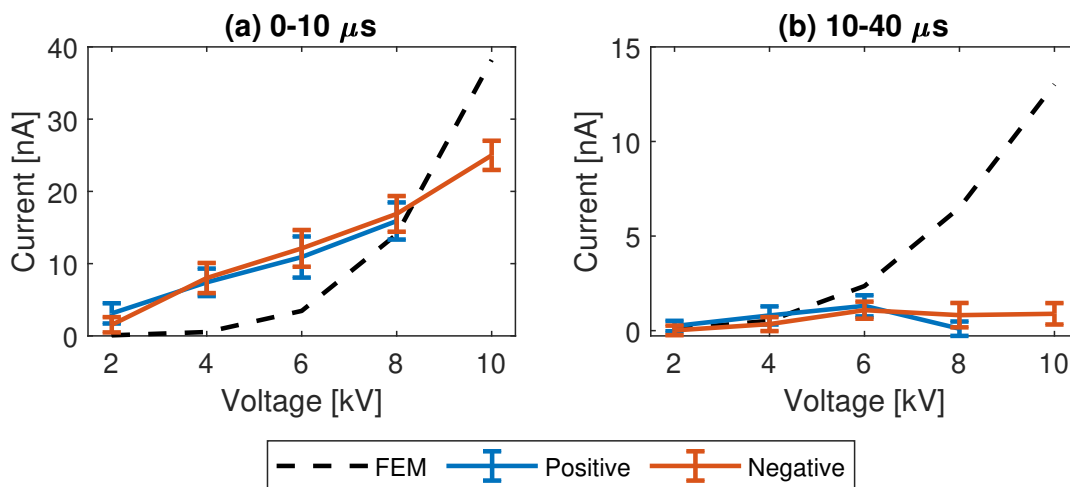 (a) 0-10 μs
40
30
20
10
0
Current [nA]
2 4 6 8 10
Voltage [kV]
(b) 10-40 μs
15
10
5
0
Current [nA]
2 4 6 8 10
Voltage [kV]
FEM Positive Negative